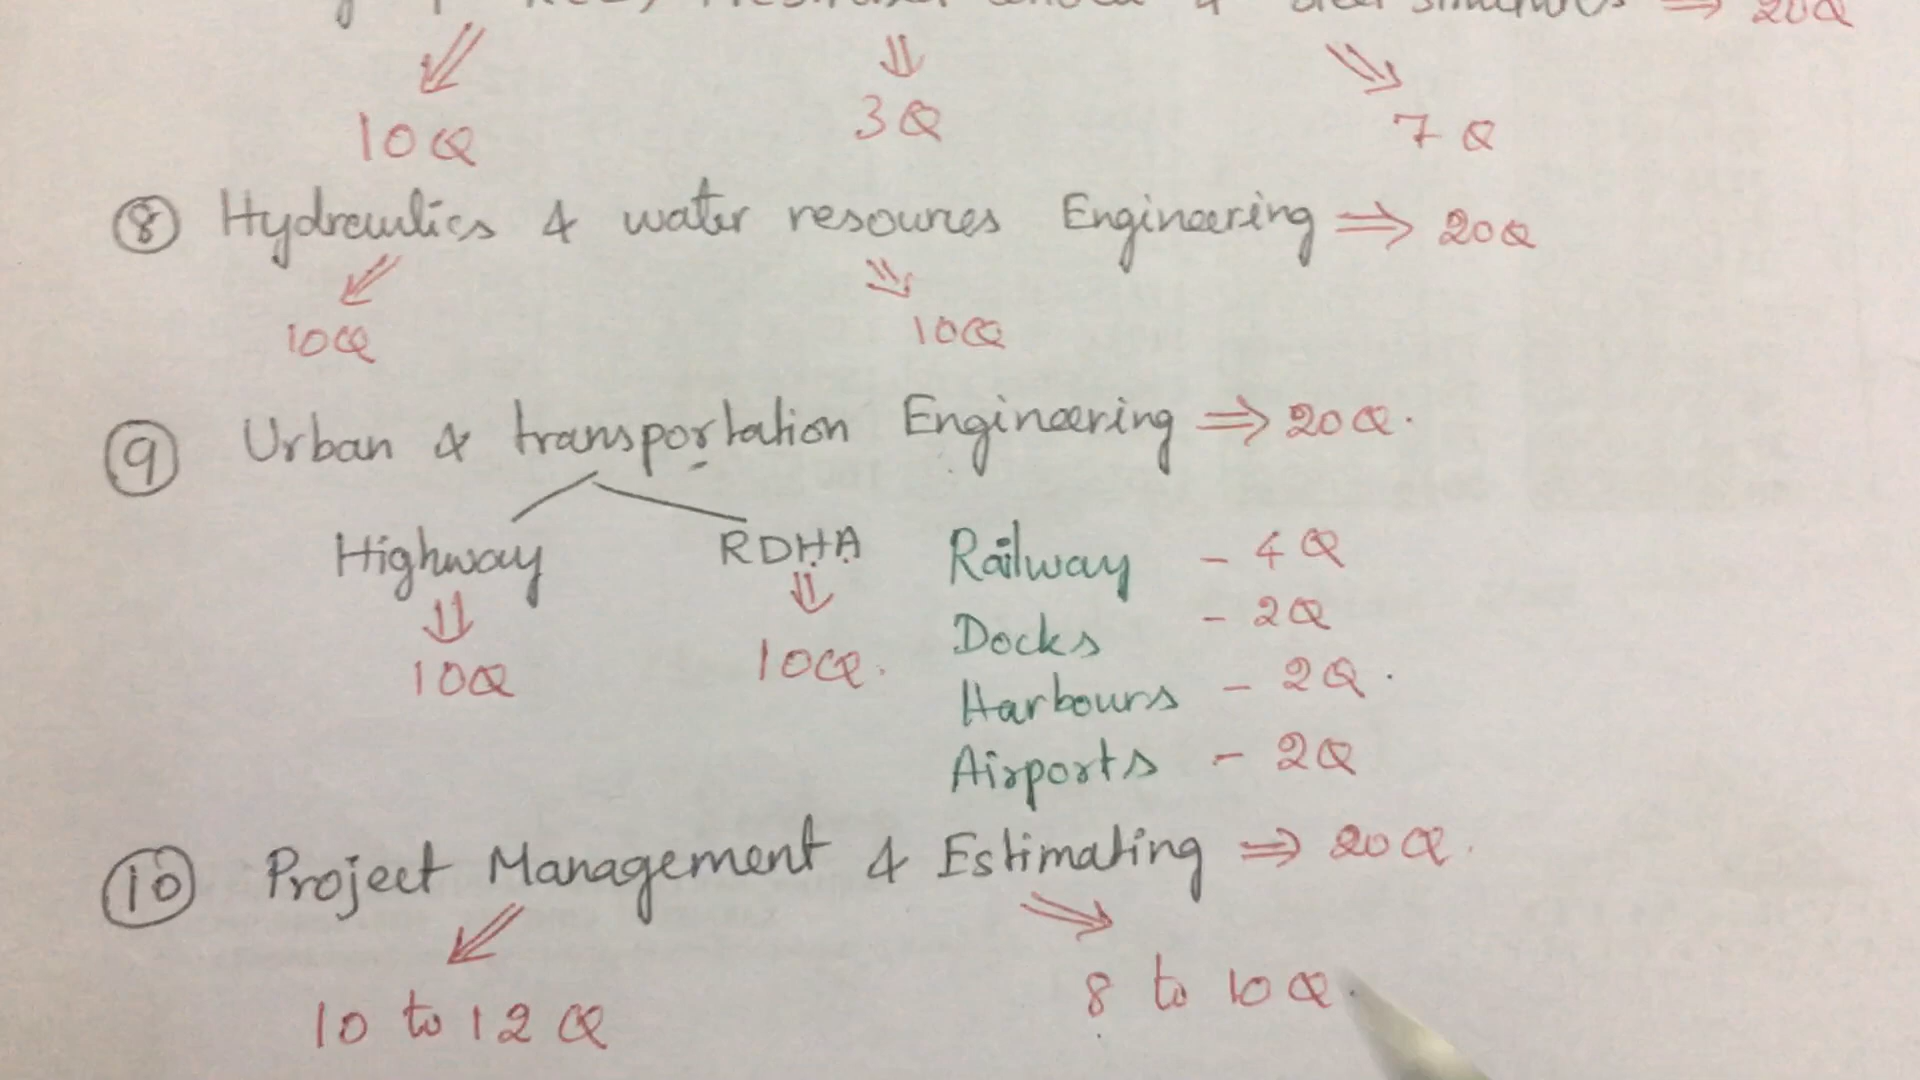 ⇒ 20Q
10Q 3Q 7Q
⑧ Hydraulics & water resources Engineering ⇒ 20Q
10Q 10Q
⑨ Urban & transportation Engineering ⇒ 20Q.
Highway RDHA
10Q 10Q.
Railway - 4Q
Docks - 2Q
Harbours - 2Q.
Airports - 2Q
⑩ Project Management & Estimating ⇒ 20Q.
10 to 12Q 8 to 10Q.